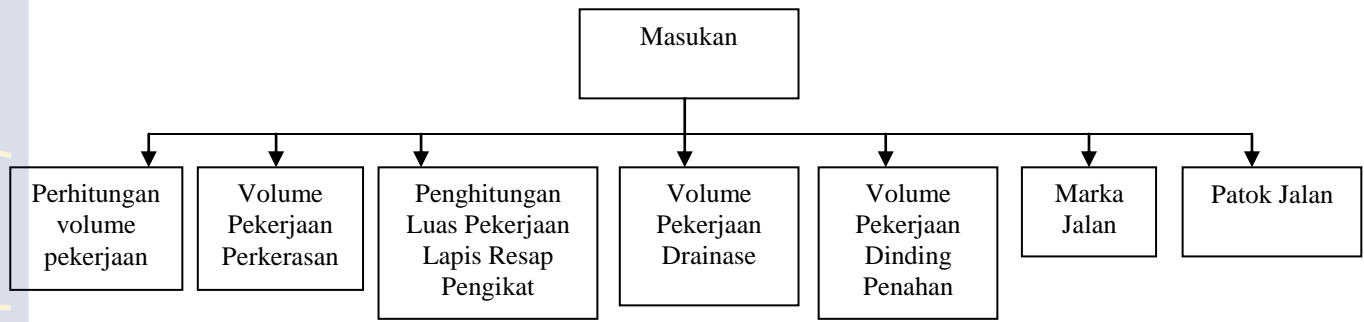 Masukan
Perhitungan
volume
pekerjaan
Volume
Pekerjaan
Perkerasan
Penghitungan
Luas Pekerjaan
Lapis Resap
Pengikat
Volume
Pekerjaan
Drainase
Volume
Pekerjaan
Dinding
Penahan
Marka
Jalan
Patok Jalan